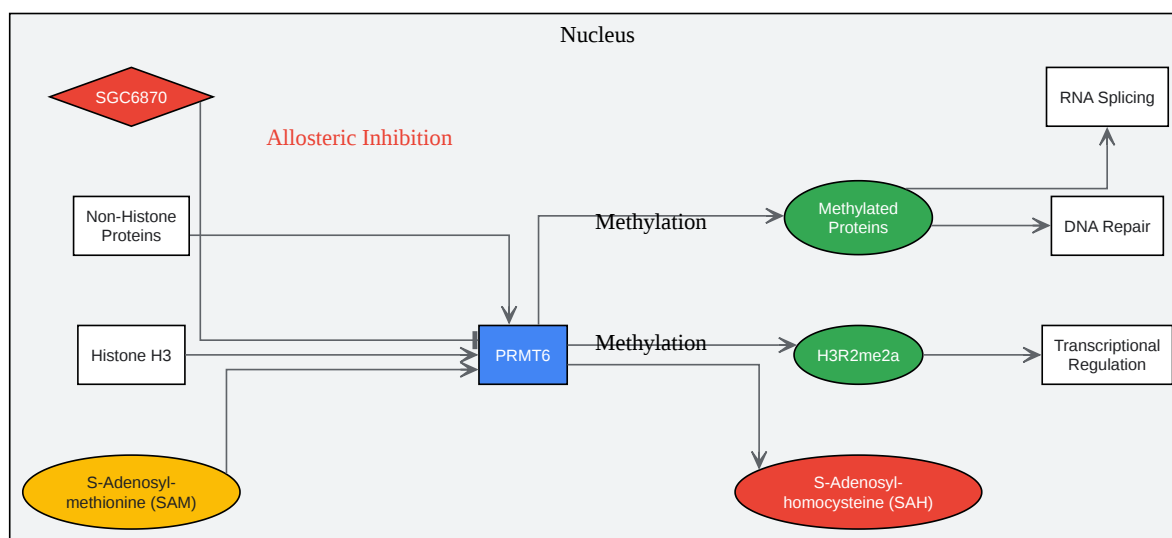 Nucleus
SGC6870
RNA Splicing
Allosteric Inhibition
Non-Histone
Proteins
Methylation
Methylated
Proteins
DNA Repair
Histone H3
PRMT6
Methylation
H3R2me2a
Transcriptional
Regulation
S-Adenosyl-
methionine (SAM)
S-Adenosyl-
homocysteine (SAH)